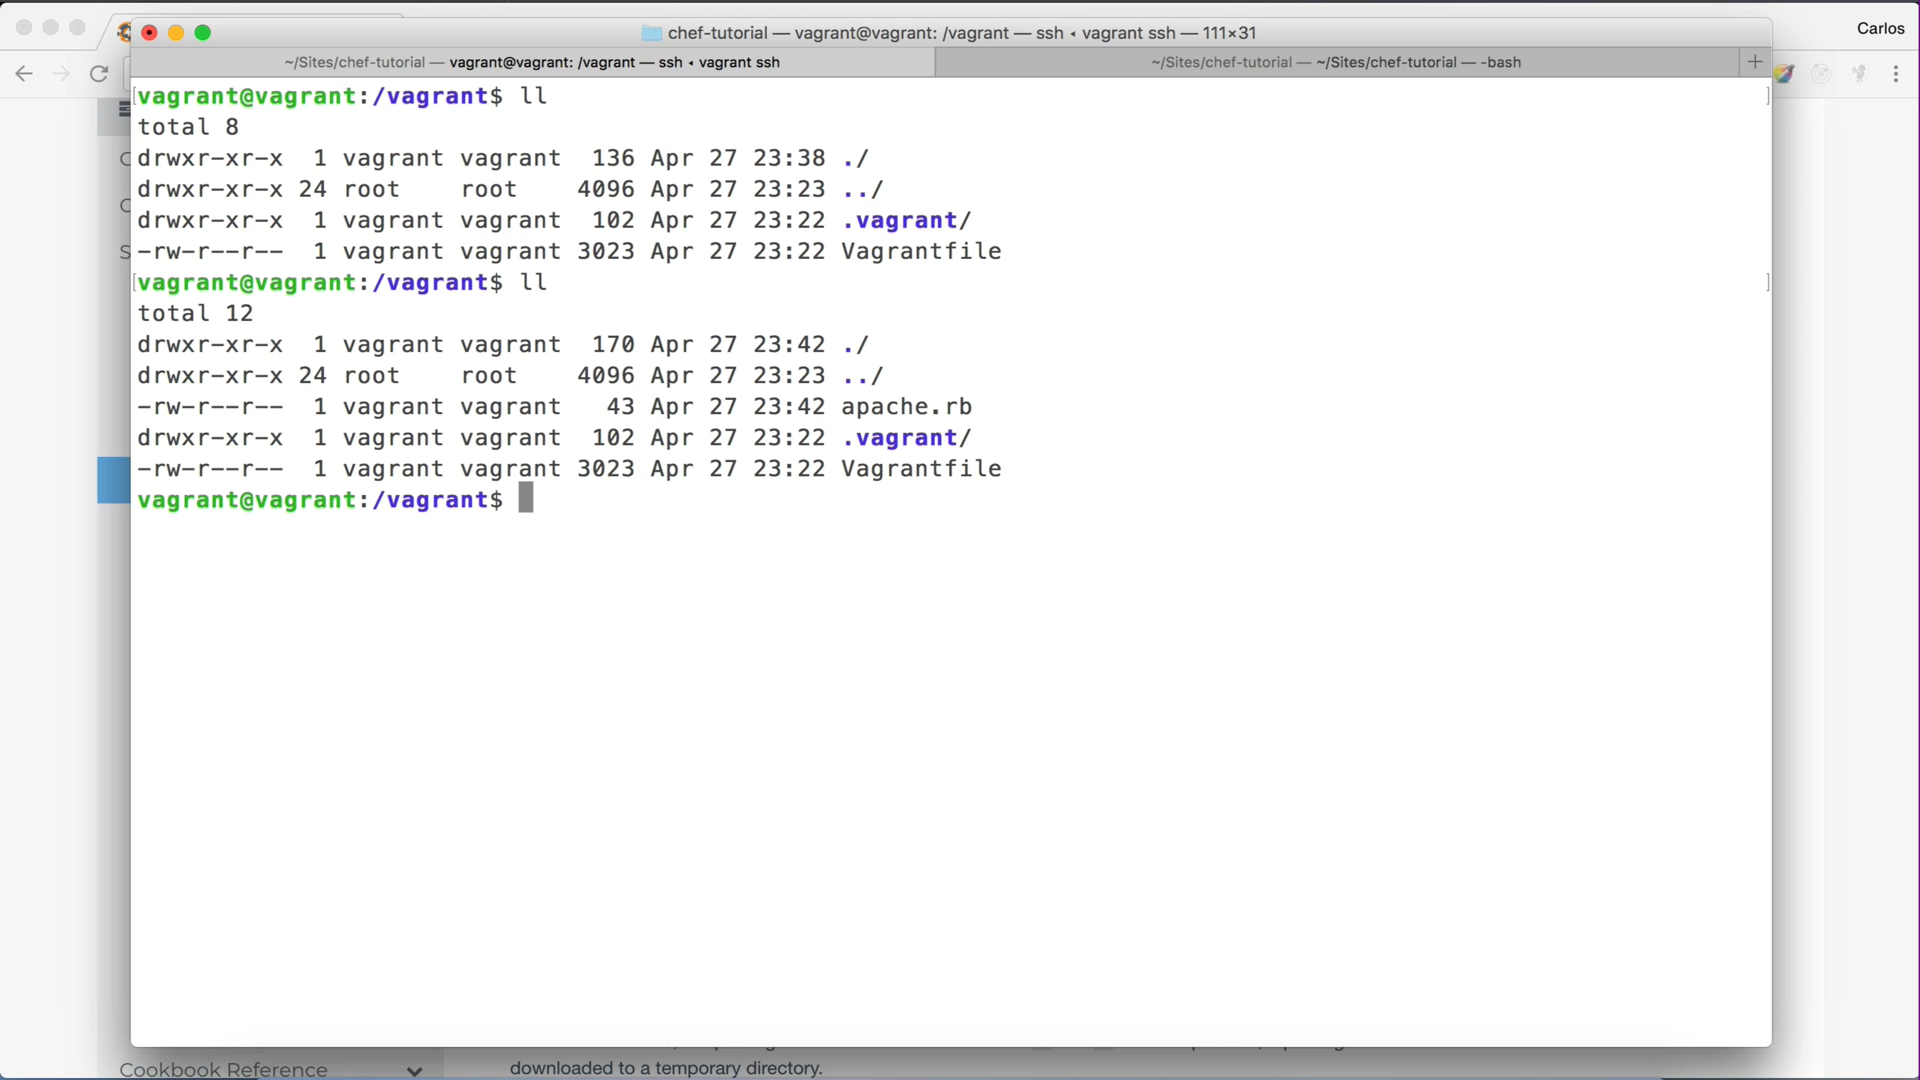 Carlos
chef-tutorial — vagrant@vagrant: /vagrant — ssh ◂ vagrant ssh — 111×31
~/Sites/chef-tutorial — vagrant@vagrant: /vagrant — ssh ◂ vagrant ssh
~/Sites/chef-tutorial — ~/Sites/chef-tutorial — -bash
vagrant@vagrant:/vagrant$ ll
total 8
drwxr-xr-x  1 vagrant vagrant  136 Apr 27 23:38 ./
drwxr-xr-x 24 root    root    4096 Apr 27 23:23 ../
drwxr-xr-x  1 vagrant vagrant  102 Apr 27 23:22 .vagrant/
-rw-r--r--  1 vagrant vagrant 3023 Apr 27 23:22 Vagrantfile
vagrant@vagrant:/vagrant$ ll
total 12
drwxr-xr-x  1 vagrant vagrant  170 Apr 27 23:42 ./
drwxr-xr-x 24 root    root    4096 Apr 27 23:23 ../
-rw-r--r--  1 vagrant vagrant   43 Apr 27 23:42 apache.rb
drwxr-xr-x  1 vagrant vagrant  102 Apr 27 23:22 .vagrant/
-rw-r--r--  1 vagrant vagrant 3023 Apr 27 23:22 Vagrantfile
vagrant@vagrant:/vagrant$
Cookbook Reference
downloaded to a temporary directory.